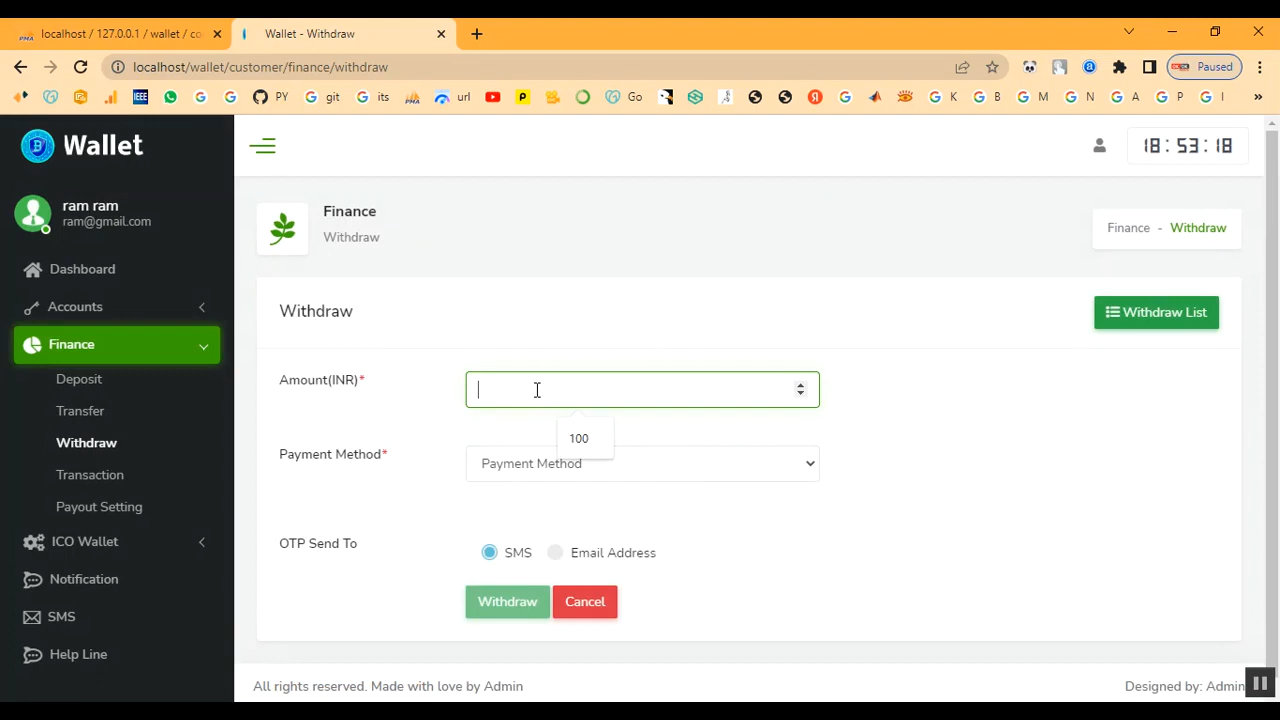 localhost / 127.0.0.1 / wallet / co
Wallet - Withdraw
localhost/wallet/customer/finance/withdraw
Paused
IEEE
PY
git
its
url
Go
K
B
M
N
A
P
I
Wallet
18:53:18
ram ram
ram@gmail.com
Finance
Withdraw
Finance - Withdraw
Dashboard
Accounts
Finance
Deposit
Transfer
Withdraw
Transaction
Payout Setting
ICO Wallet
Notification
SMS
Help Line
Withdraw
Withdraw List
Amount(INR)*
100
Payment Method*
Payment Method
OTP Send To
SMS
Email Address
Withdraw
Cancel
All rights reserved. Made with love by Admin
Designed by: Admin